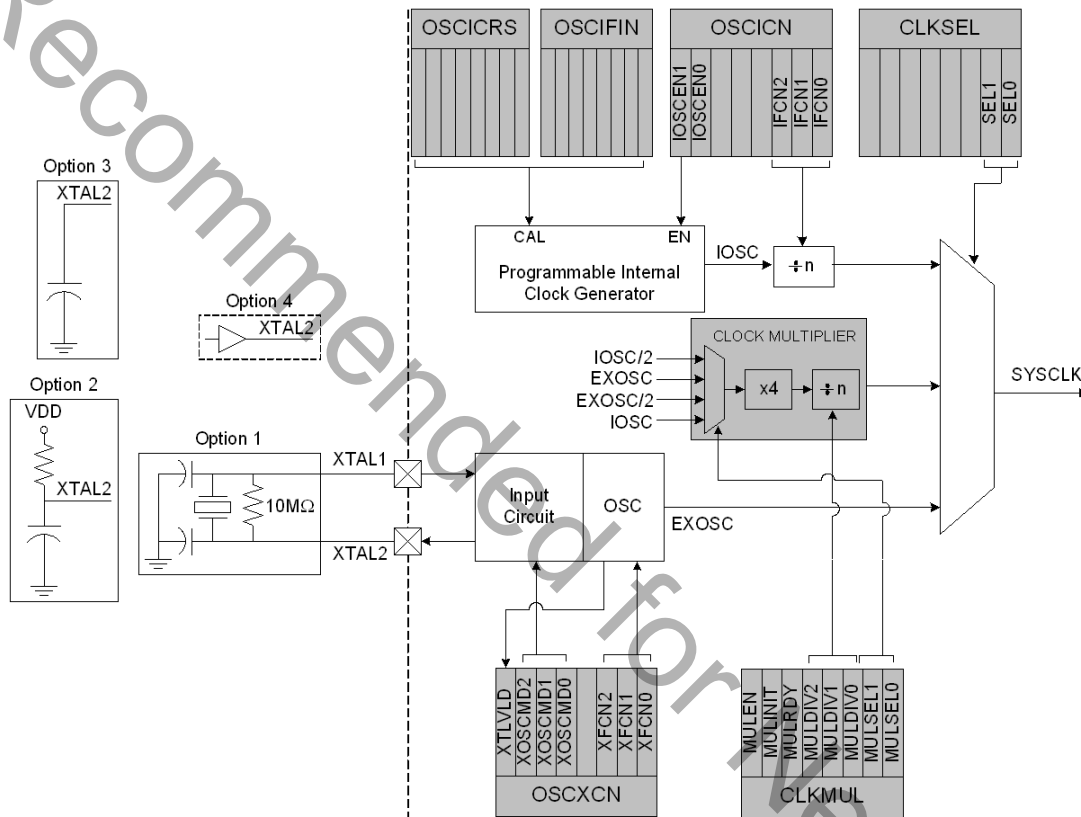 OSCICRS
OSCIFIN
OSCICN
CLKSEL
IOSCEN1
IOSCEN0
IFCN2
IFCN1
IFCN0
SEL1
SEL0
Option 3
XTAL2
Option 4
XTAL2
Option 2
VDD
XTAL2
Option 1
10MΩ
XTAL1
XTAL2
CAL
EN
Programmable Internal
Clock Generator
IOSC
÷ n
CLOCK MULTIPLIER
IOSC/2
EXOSC
EXOSC/2
IOSC
x4
÷ n
SYSCLK
Input
Circuit
OSC
EXOSC
XTLVLD
XOSCMD2
XOSCMD1
XOSCMD0
XFCN2
XFCN1
XFCN0
OSCXCN
MULEN
MULINIT
MULRDY
MULDIV2
MULDIV1
MULDIV0
MULSEL1
MULSEL0
CLKMUL
Recommended for Ne